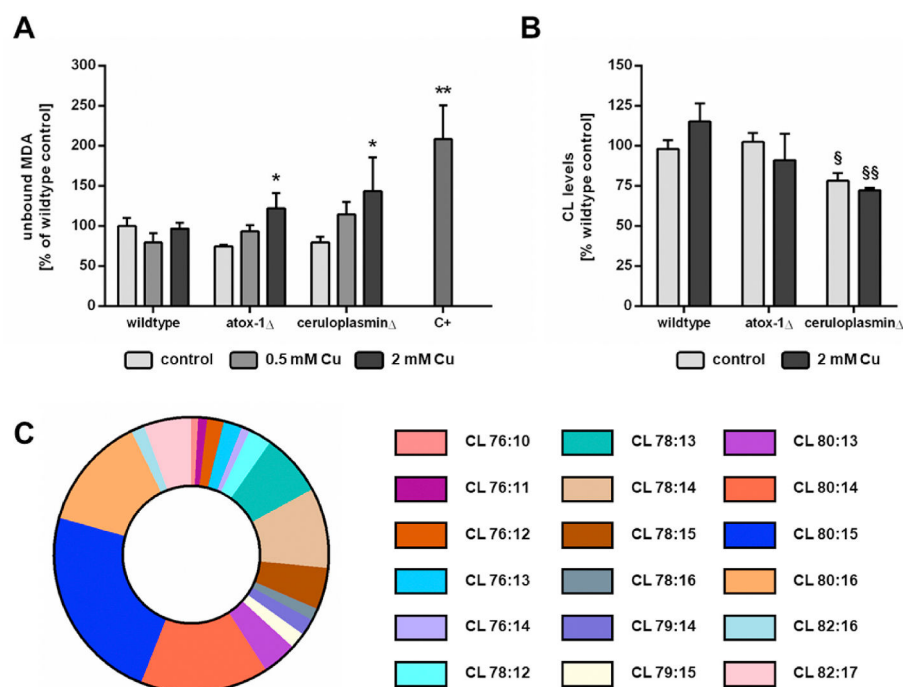 A
unbound MDA
[% of wildtype control]
300
250
200
150
100
50
0
*
*
**
wildtype
atox-1Δ
ceruloplasminΔ
C+
control
0.5 mM Cu
2 mM Cu
B
CL levels
[% wildtype control]
150
125
100
75
50
25
0
§
§§
wildtype
atox-1Δ
ceruloplasminΔ
control
2 mM Cu
C
CL 76:10
CL 76:11
CL 76:12
CL 76:13
CL 76:14
CL 78:12
CL 78:13
CL 78:14
CL 78:15
CL 78:16
CL 79:14
CL 79:15
CL 80:13
CL 80:14
CL 80:15
CL 80:16
CL 82:16
CL 82:17